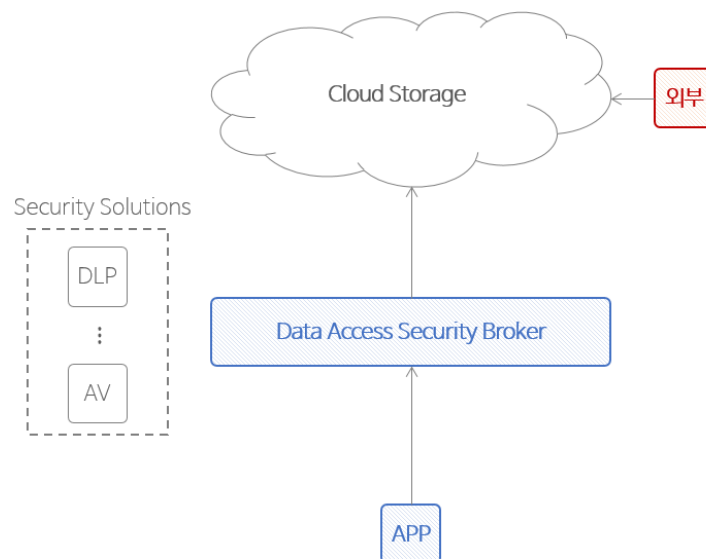 Cloud Storage
외부
Security Solutions
DLP
AV
Data Access Security Broker
APP